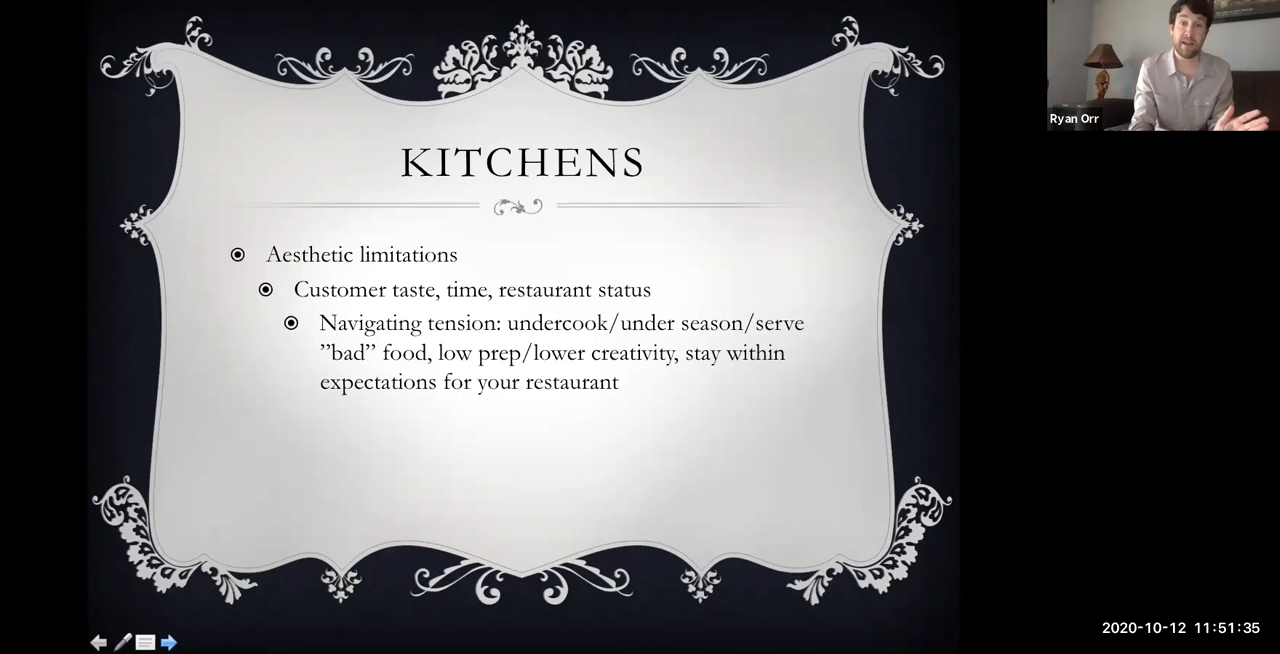 KITCHENS
Aesthetic limitations
Customer taste, time, restaurant status
Navigating tension: undercook/under season/serve
”bad” food, low prep/lower creativity, stay within
expectations for your restaurant
Ryan Orr
2020-10-12 11:51:35